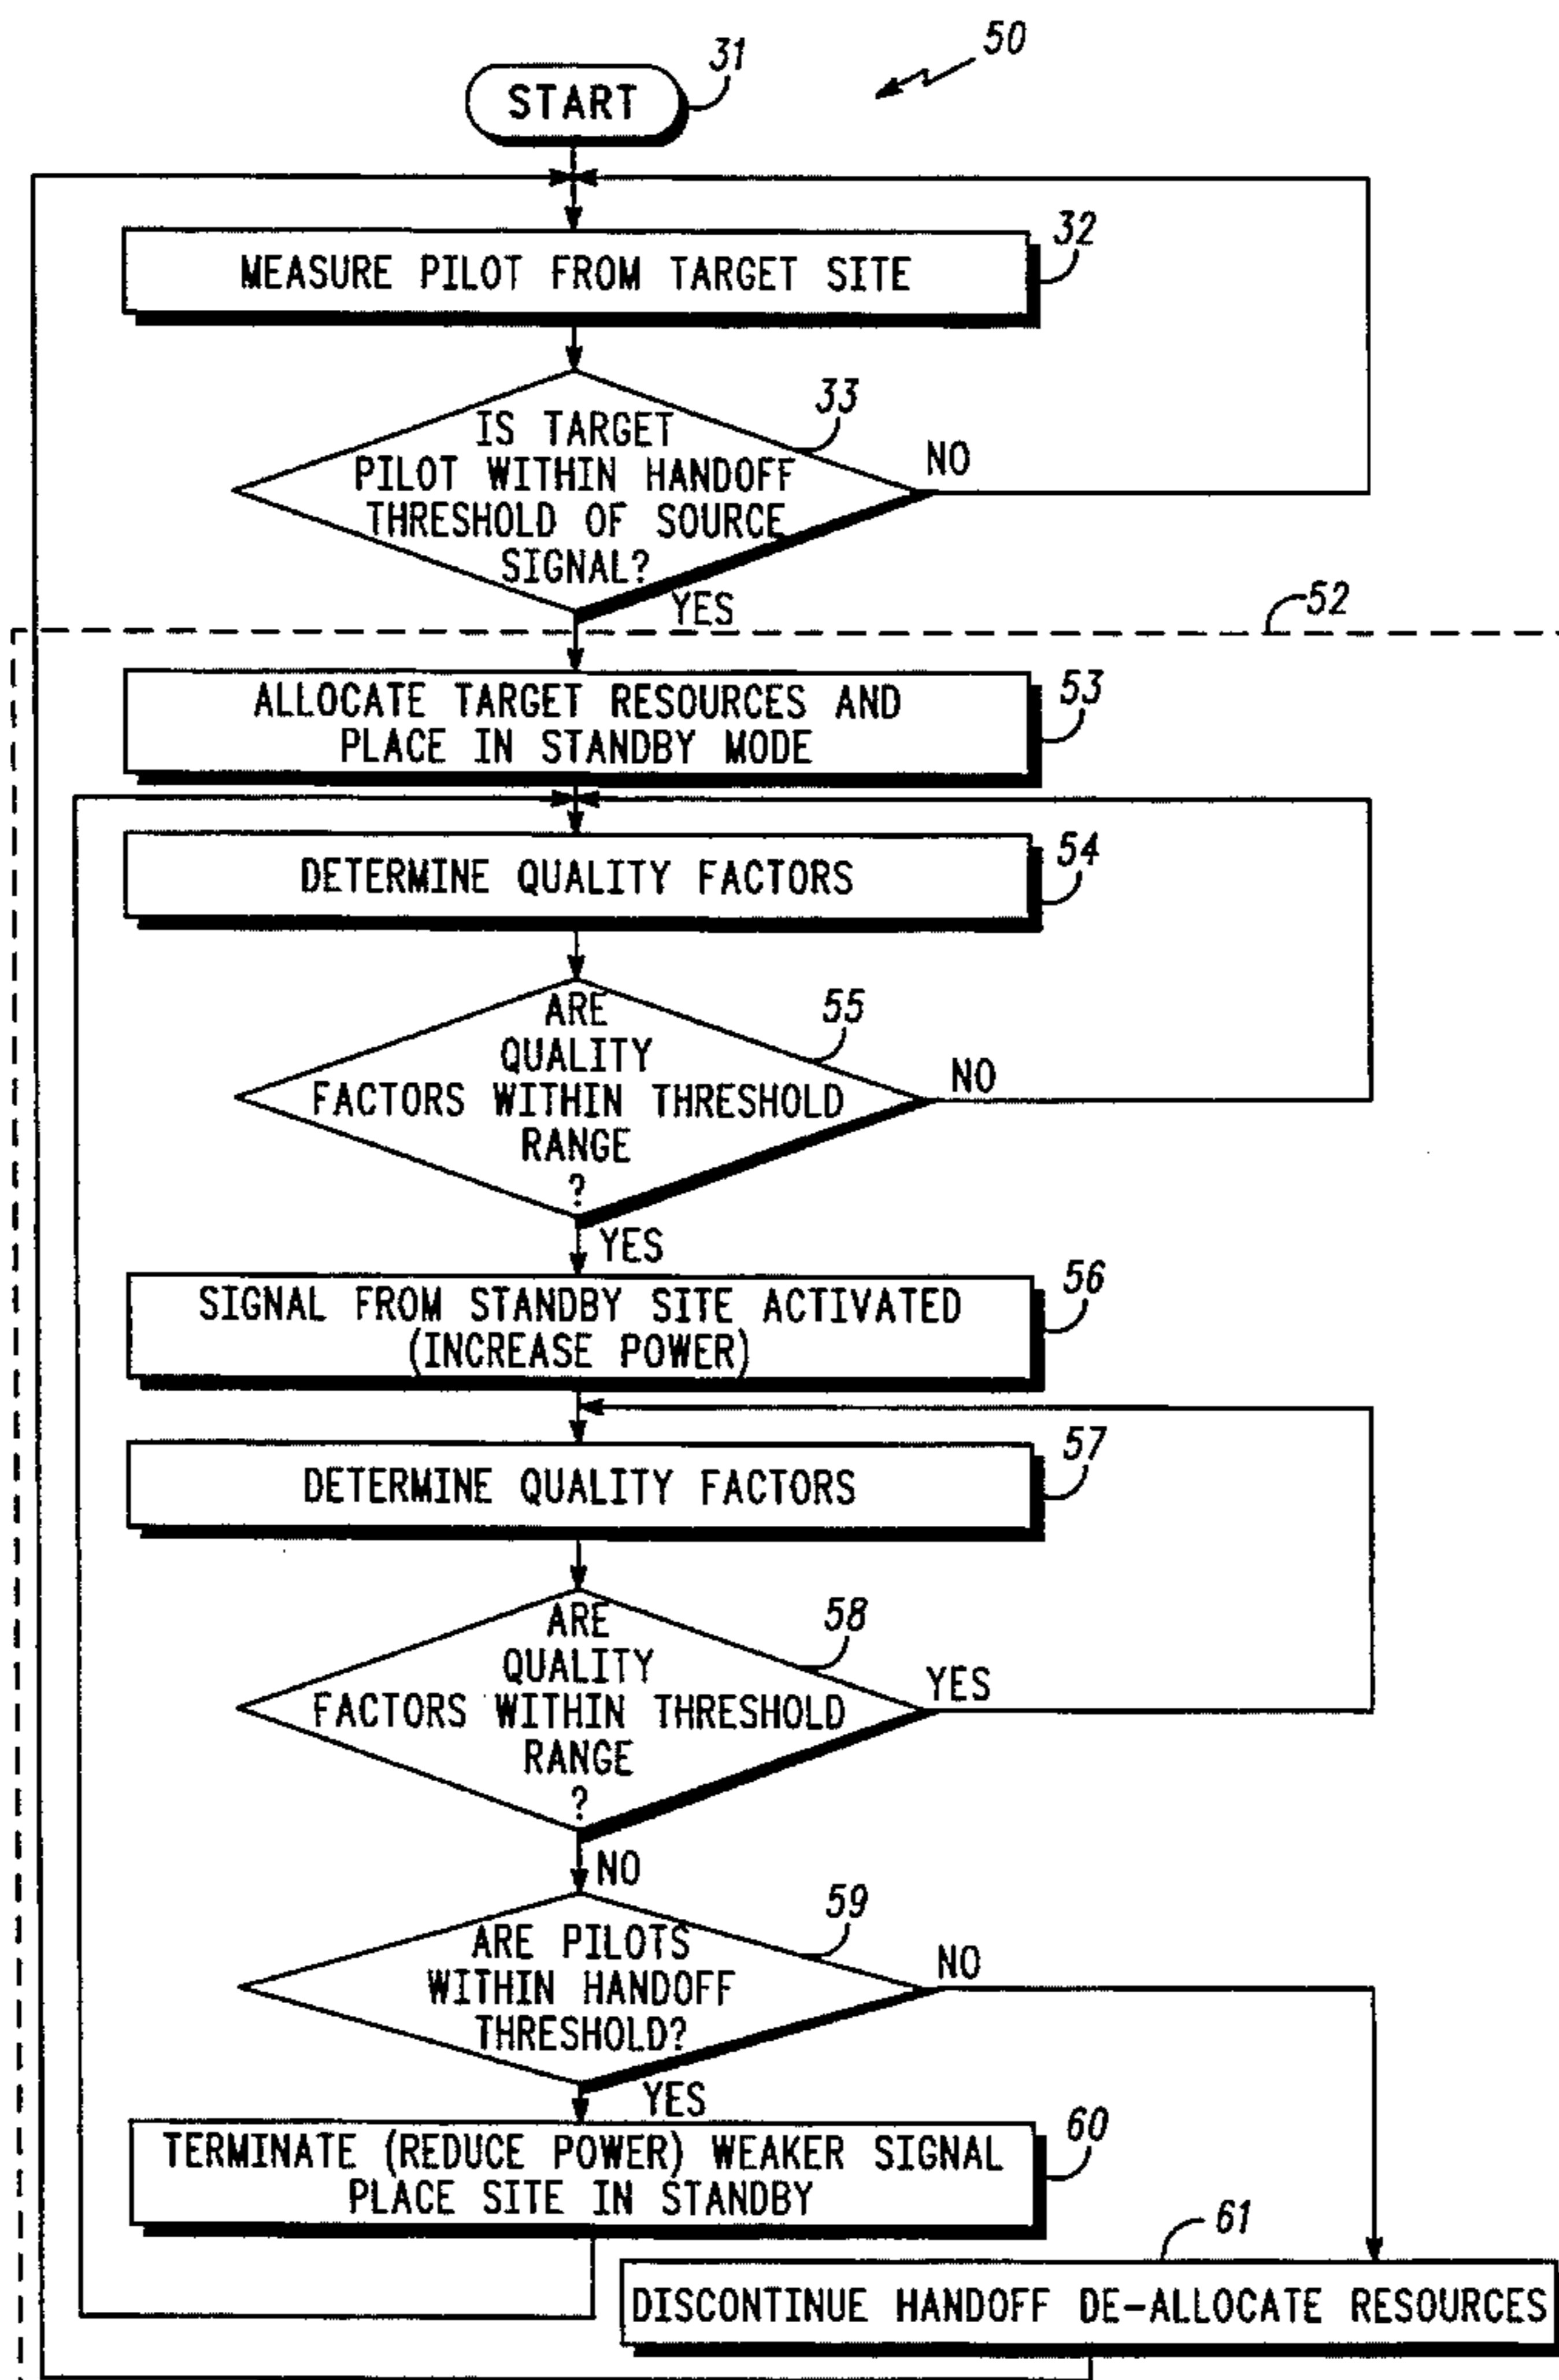 50
START
31
MEASURE PILOT FROM TARGET SITE
32
IS TARGET
PILOT WITHIN HANDOFF
THRESHOLD OF SOURCE
SIGNAL?
33
NO
YES
52
ALLOCATE TARGET RESOURCES AND
PLACE IN STANDBY MODE
53
DETERMINE QUALITY FACTORS
54
ARE
QUALITY
FACTORS WITHIN THRESHOLD
RANGE
?
55
NO
YES
SIGNAL FROM STANDBY SITE ACTIVATED
(INCREASE POWER)
56
DETERMINE QUALITY FACTORS
57
ARE
QUALITY
FACTORS WITHIN THRESHOLD
RANGE
?
58
YES
NO
ARE PILOTS
WITHIN HANDOFF
THRESHOLD?
59
NO
YES
TERMINATE (REDUCE POWER) WEAKER SIGNAL
PLACE SITE IN STANDBY
60
61
DISCONTINUE HANDOFF DE-ALLOCATE RESOURCES